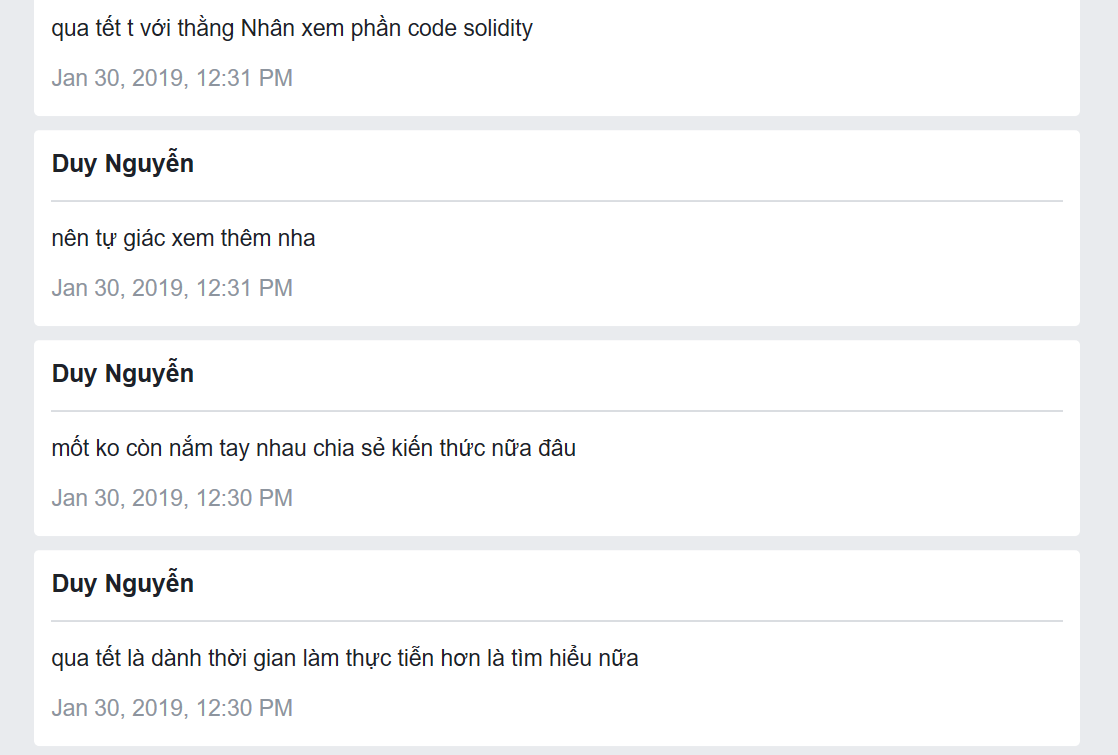 qua tết t với thằng Nhân xem phần code solidity
Jan 30, 2019, 12:31 PM
Duy Nguyễn
nên tự giác xem thêm nha
Jan 30, 2019, 12:31 PM
Duy Nguyễn
mốt ko còn nắm tay nhau chia sẻ kiến thức nữa đâu
Jan 30, 2019, 12:30 PM
Duy Nguyễn
qua tết là dành thời gian làm thực tiễn hơn là tìm hiểu nữa
Jan 30, 2019, 12:30 PM